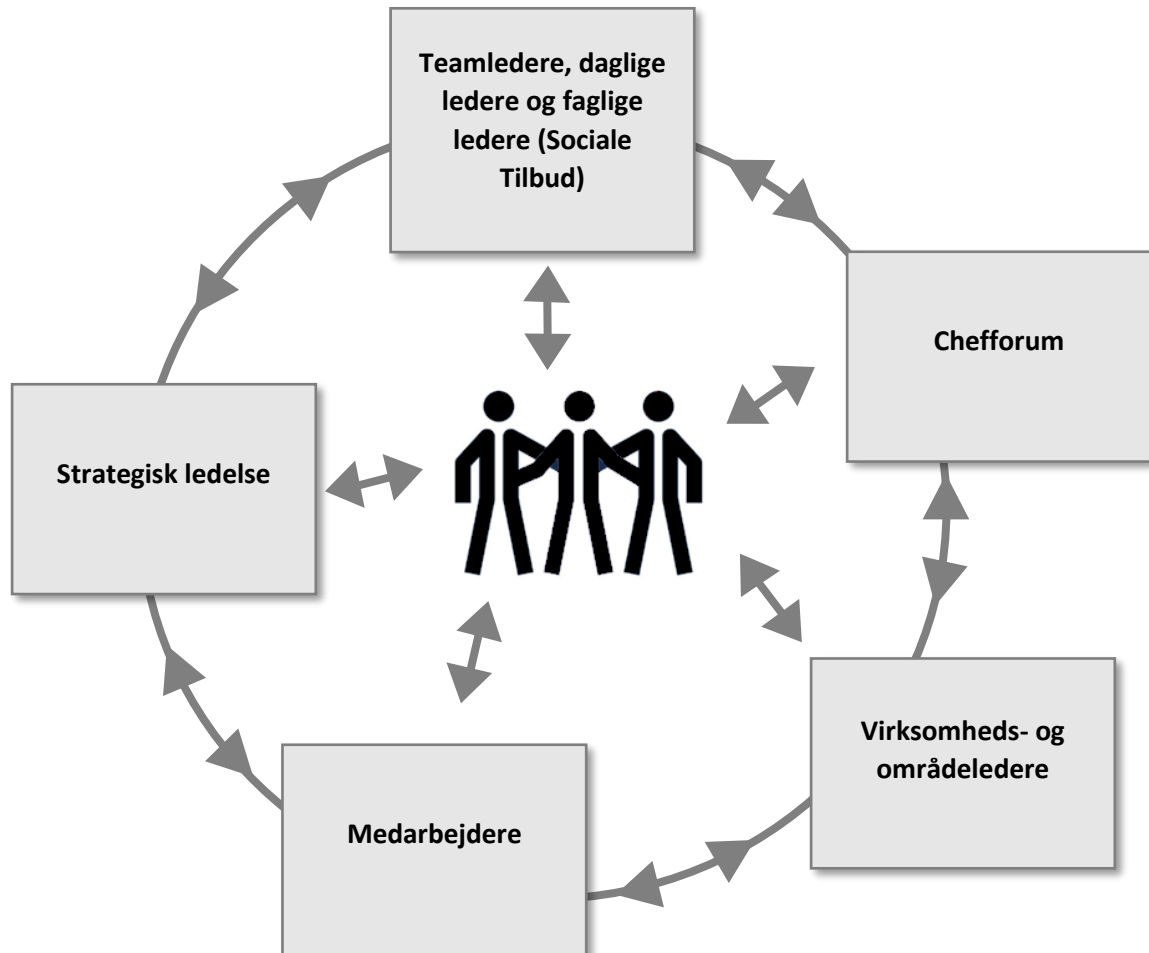 Teamledere, daglige
ledere og faglige
ledere (Sociale
Tilbud)
Chefforum
Strategisk ledelse
Virksomheds- og
områdeledere
Medarbejdere